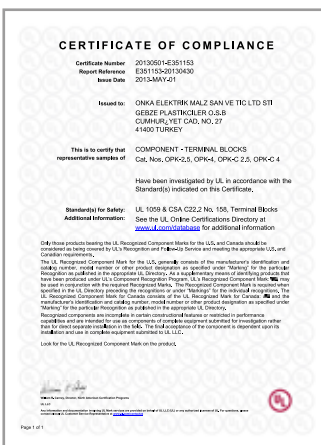 CERTIFICATE OF COMPLIANCE
Certificate Number 20130501-E351153
Report Reference E351153-20130430
Issue Date 2013-MAY-01
Issued to: ONKA ELEKTRIK MALZ SAN VE TIC LTD STI
GEBZE PLASTIKCILER O.S.B
CUMHUR¿YET CAD. NO. 27
41400 TURKEY
This is to certify that COMPONENT - TERMINAL BLOCKS
representative samples of Cat. Nos. OPK-2.5, OPK-4, OPK-C 2.5, OPK-C 4
Have been investigated by UL in accordance with the
Standard(s) indicated on this Certificate.
Standard(s) for Safety: UL 1059 & CSA C22.2 No. 158, Terminal Blocks
Additional Information: See the UL Online Certifications Directory at
www.ul.com/database for additional information
Only those products bearing the UL Recognized Component Marks for the U.S. and Canada should be
considered as being covered by UL's Recognition and Follow-Up Service and meeting the appropriate U.S. and
Canadian requirements.
The UL Recognized Component Mark for the U.S. generally consists of the manufacturer's identification and
catalog number, model number or other product designation as specified under "Marking" for the particular
Recognition as published in the appropriate UL Directory. As a supplementary means of identifying products that
have been produced under UL's Component Recognition Program, UL's Recognized Component Mark may
be used in conjunction with the required Recognized Marks. The Recognized Component Mark is required when
specified in the UL Directory preceding the recognitions or under "Markings" for the individual recognitions. The
UL Recognized Component Mark for Canada consists of the UL Recognized Mark for Canada: and the
manufacturer's identification and catalog number, model number or other product designation as specified under
"Marking" for the particular Recognition as published in the appropriate UL Directory.
Recognized components are incomplete in certain constructional features or restricted in performance
capabilities and are intended for use as components of complete equipment submitted for investigation rather
than for direct separate installation in the field. The final acceptance of the component is dependent upon its
installation and use in complete equipment submitted to UL LLC.
Look for the UL Recognized Component Mark on the product.
UL LLC
UL
Page 1 of 1